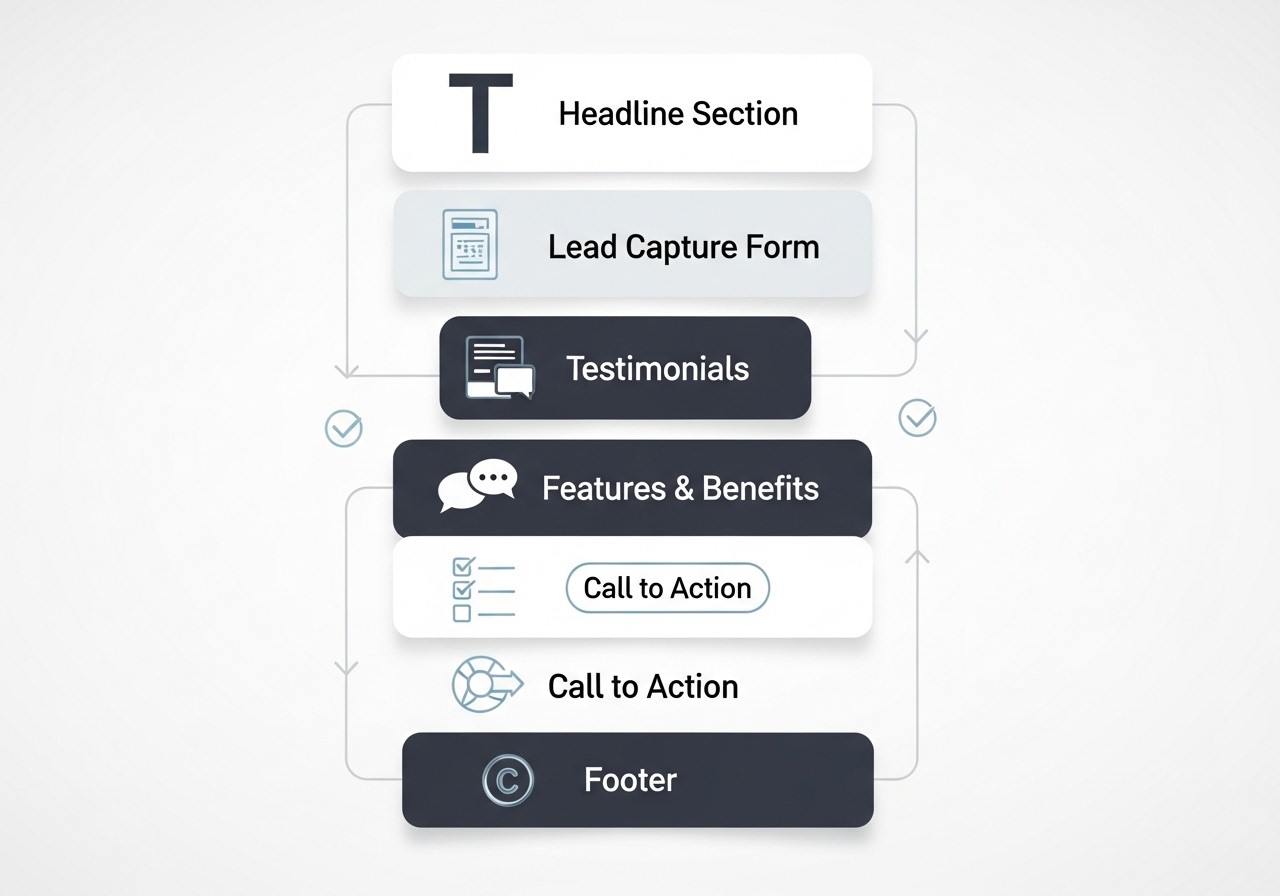 T
Headline Section
Lead Capture Form
Testimonials
Features & Benefits
Call to Action
Call to Action
© Footer